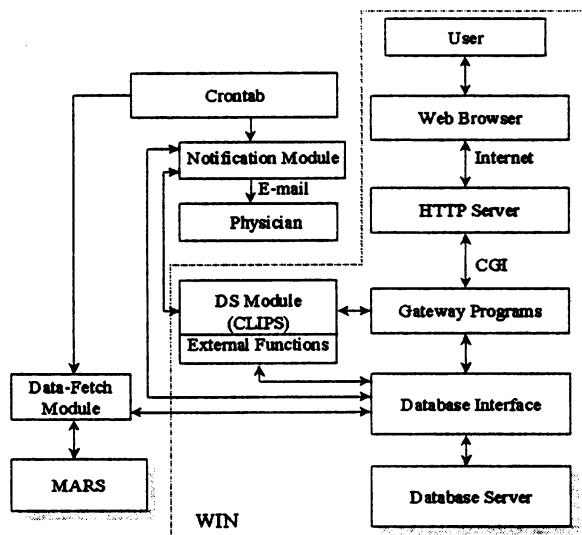 User
Crontab
Web Browser
Notification Module
Internet
E-mail
Physician
HTTP Server
CGI
DS Module
(CLIPS)
External Functions
Gateway Programs
Data-Fetch
Module
Database Interface
MARS
Database Server
WIN